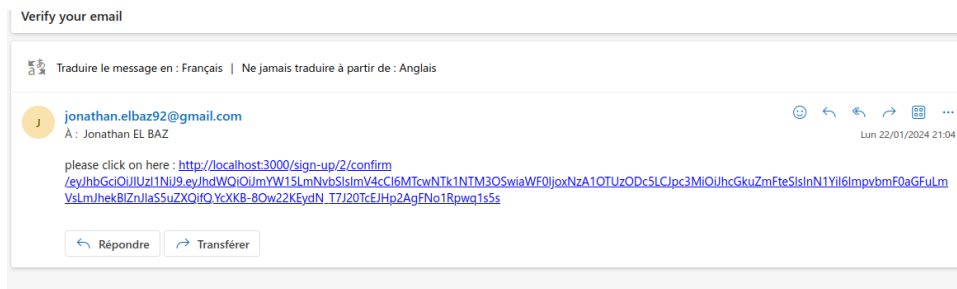 Verify your email
Traduire le message en : Français | Ne jamais traduire à partir de : Anglais
J
jonathan.elbaz92@gmail.com
À : Jonathan EL BAZ
Lun 22/01/2024 21:04
please click on here : http://localhost:3000/sign-up/2/confirm
/eyJhbGciOiJIUzI1NiJ9.eyJhdWQiOiJmYW15LmNvbSIsImV4cCI6MTcwNTk1NTM3OSwiaWF0IjoxNzA1OTUzODc5LCJpc3MiOiJhcGkuZmFteSIsInN1YiI6ImpvbmF0aGFuLm
VsLmJhekBlZnJlaS5uZXQifQ.YcXKB-8Ow22KEydN_T7J20TcEJHp2AgFNo1Rpwq1s5s
Répondre
Transférer